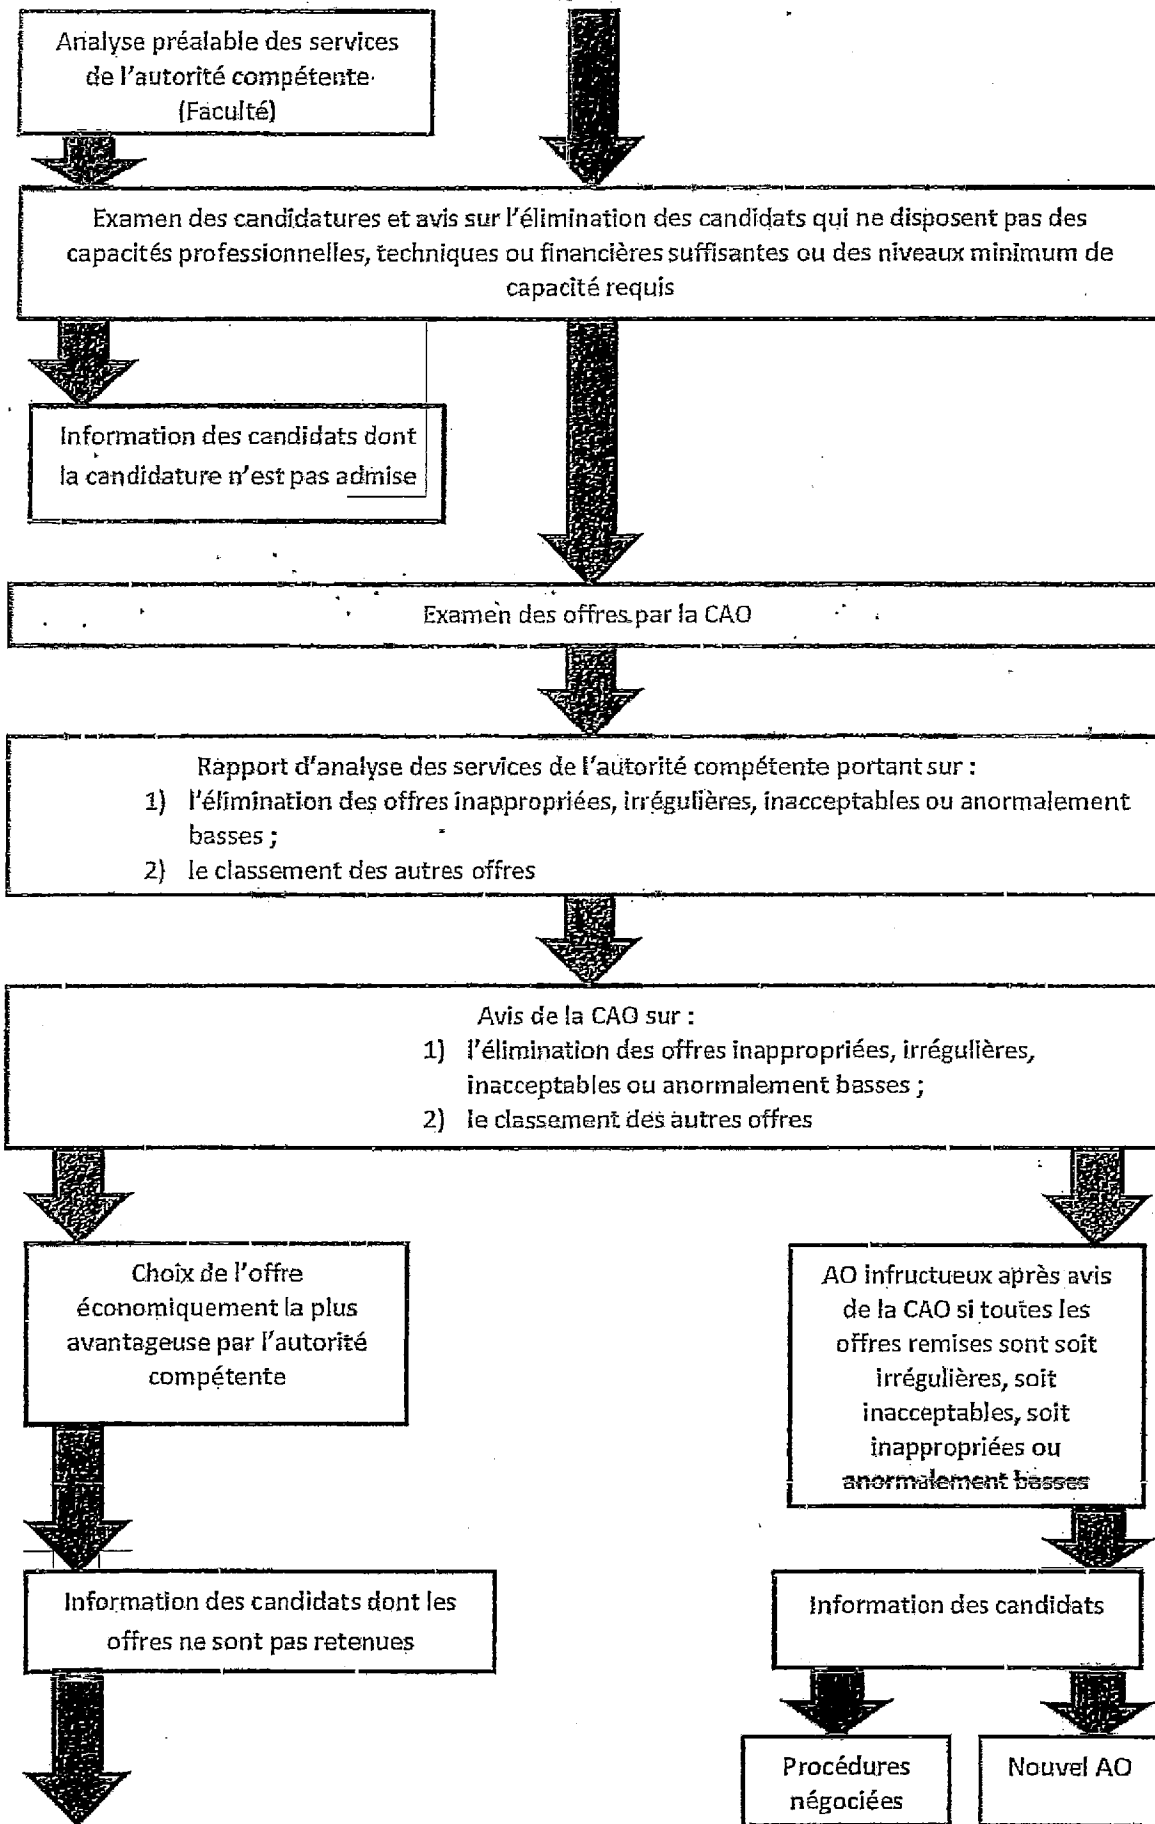 Analyse préalable des services
de l'autorité compétente
(Faculté)
Examen des candidatures et avis sur l'élimination des candidats qui ne disposent pas des
capacités professionnelles, techniques ou financières suffisantes ou des niveaux minimum de
capacité requis
Information des candidats dont
la candidature n'est pas admise
Examen des offres par la CAO
Rapport d'analyse des services de l'autorité compétente portant sur :
1) l'élimination des offres inappropriées, irrégulières, inacceptables ou anormalement
basses ;
2) le classement des autres offres
Avis de la CAO sur :
1) l'élimination des offres inappropriées, irrégulières,
inacceptables ou anormalement basses ;
2) le classement des autres offres
Choix de l'offre
économiquement la plus
avantageuse par l'autorité
compétente
AO infructueux après avis
de la CAO si toutes les
offres remises sont soit
irrégulières, soit
inacceptables, soit
inappropriées ou
anormalement basses
Information des candidats dont les
offres ne sont pas retenues
Information des candidats
Procédures
négociées
Nouvel AO